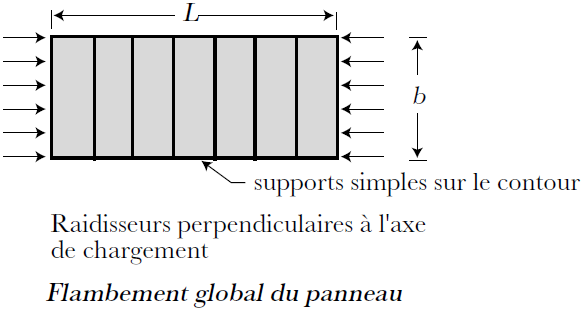 L
b
supports simples sur le contour
Raidisseurs perpendiculaires à l'axe
de chargement
Flambement global du panneau